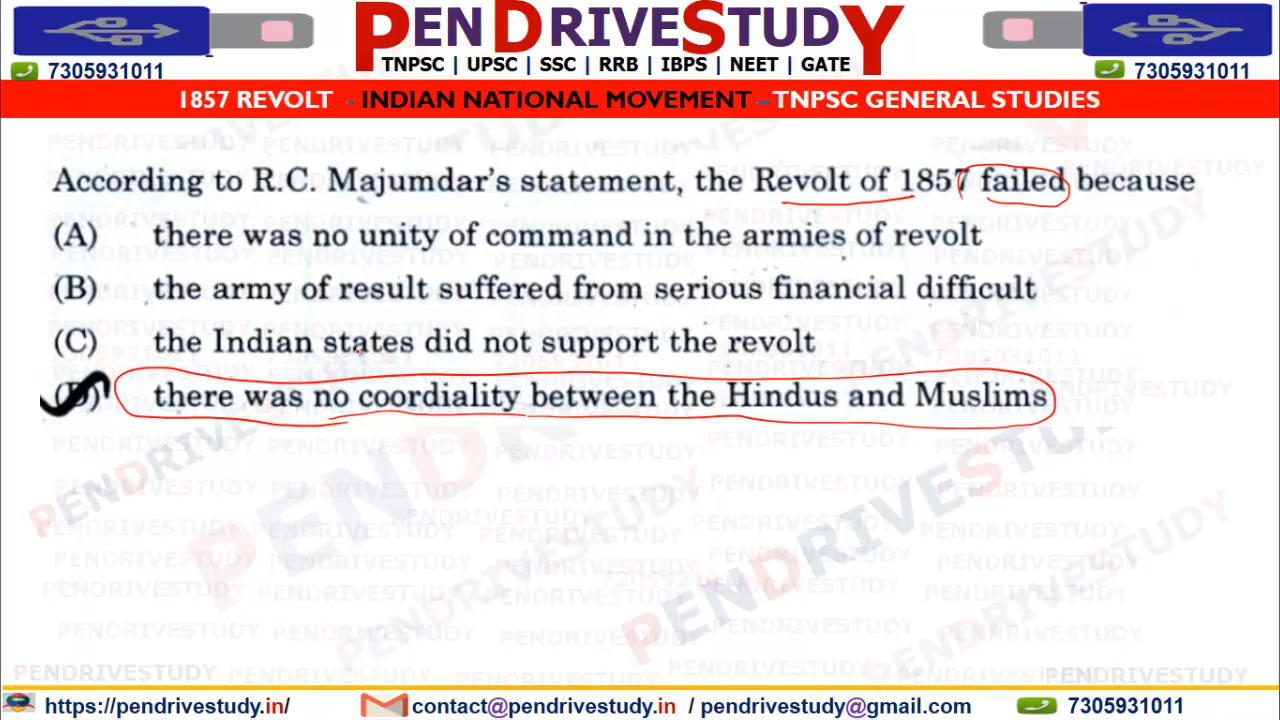 PENDRIVESTUDY
TNPSC | UPSC | SSC | RRB | IBPS | NEET | GATE
7305931011
7305931011
1857 REVOLT - INDIAN NATIONAL MOVEMENT – TNPSC GENERAL STUDIES
According to R.C. Majumdar's statement, the Revolt of 1857 failed because
(A) there was no unity of command in the armies of revolt
(B) the army of result suffered from serious financial difficult
(C) the Indian states did not support the revolt
(D) there was no coordiality between the Hindus and Muslims
PENDRIVESTUDY
7305931011
https://pendrivestudy.in/ contact@pendrivestudy.in / pendrivestudy@gmail.com 7305931011